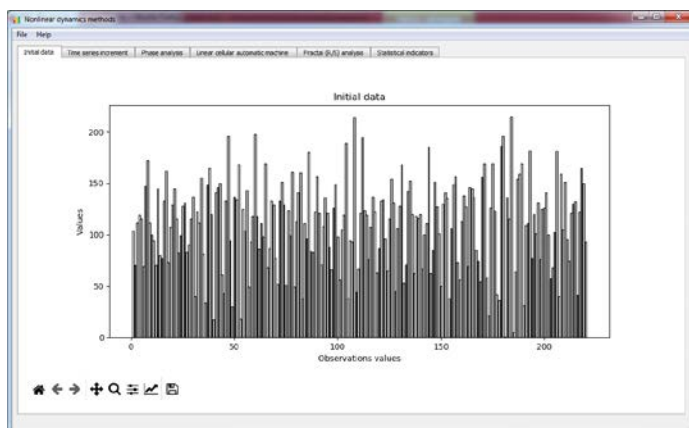 Nonlinear dynamics methods
File Help
Initial data Time series increment Phase analysis Linear cellular automatic machine Fractal (R/S) analysis Statistical indicators
Initial data
Values
200
150
100
50
0
0 50 100 150 200
Observations values